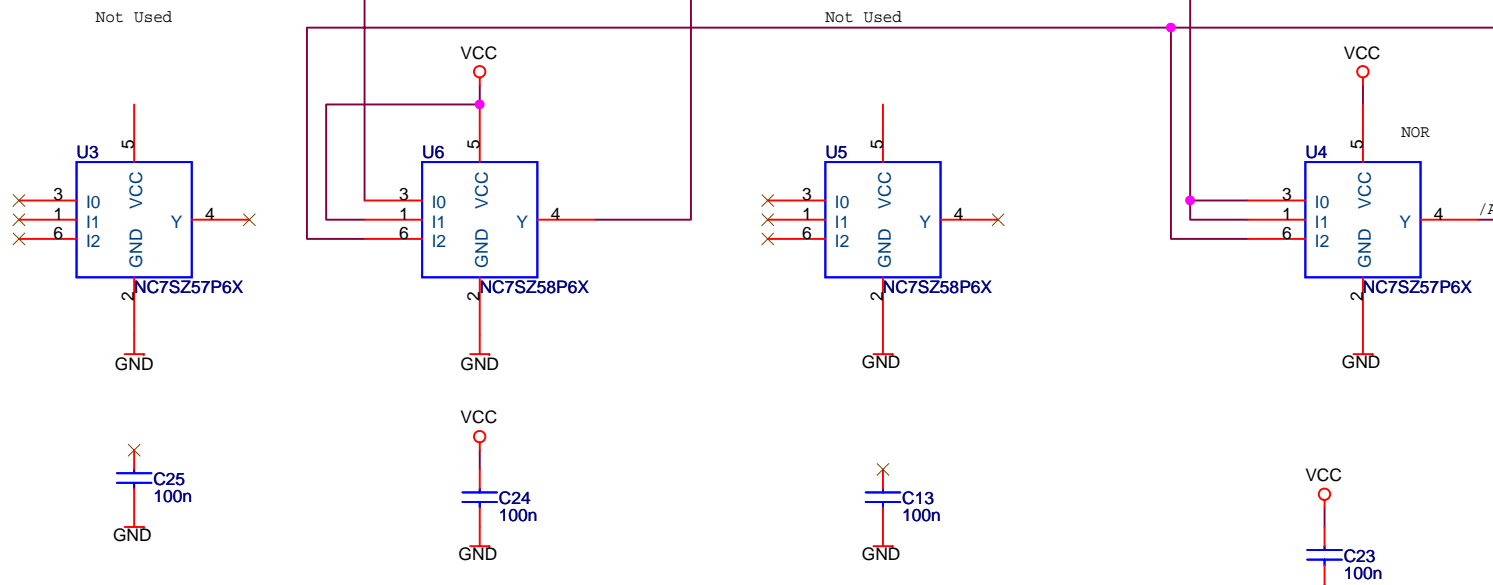 Not Used
Not Used
VCC
VCC
NOR
U3
5
VCC
GND
3
I0
1
I1
6
I2
Y
4
2
NC7SZ57P6X
GND
U6
5
VCC
GND
3
I0
1
I1
6
I2
Y
4
2
NC7SZ58P6X
GND
U5
5
VCC
GND
3
I0
1
I1
6
I2
Y
4
2
NC7SZ58P6X
GND
U4
5
VCC
GND
3
I0
1
I1
6
I2
Y
4
2
NC7SZ57P6X
GND
C25
100n
GND
VCC
C24
100n
GND
C13
100n
GND
VCC
C23
100n